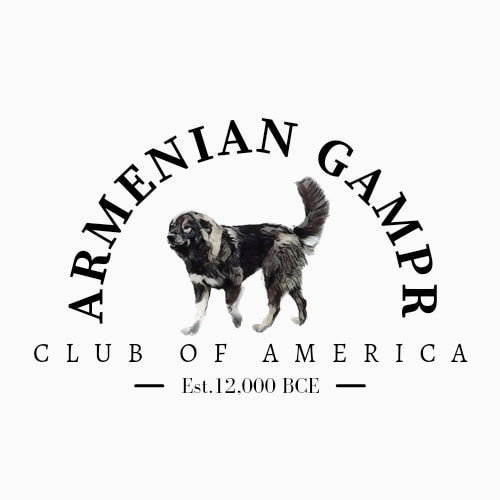 ARMENIAN GAMPR
CLUB OF AMERICA
Est.12,000 BCE